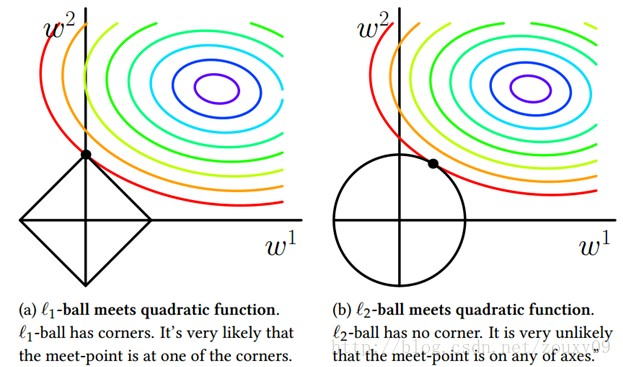 w² w²
w¹ w¹
(a) ℓ₁-ball meets quadratic function.
ℓ₁-ball has corners. It's very likely that
the meet-point is at one of the corners.
(b) ℓ₂-ball meets quadratic function.
ℓ₂-ball has no corner. It is very unlikely
that the meet-point is on any of axes."
http://blog.csdn.net/zouxy09